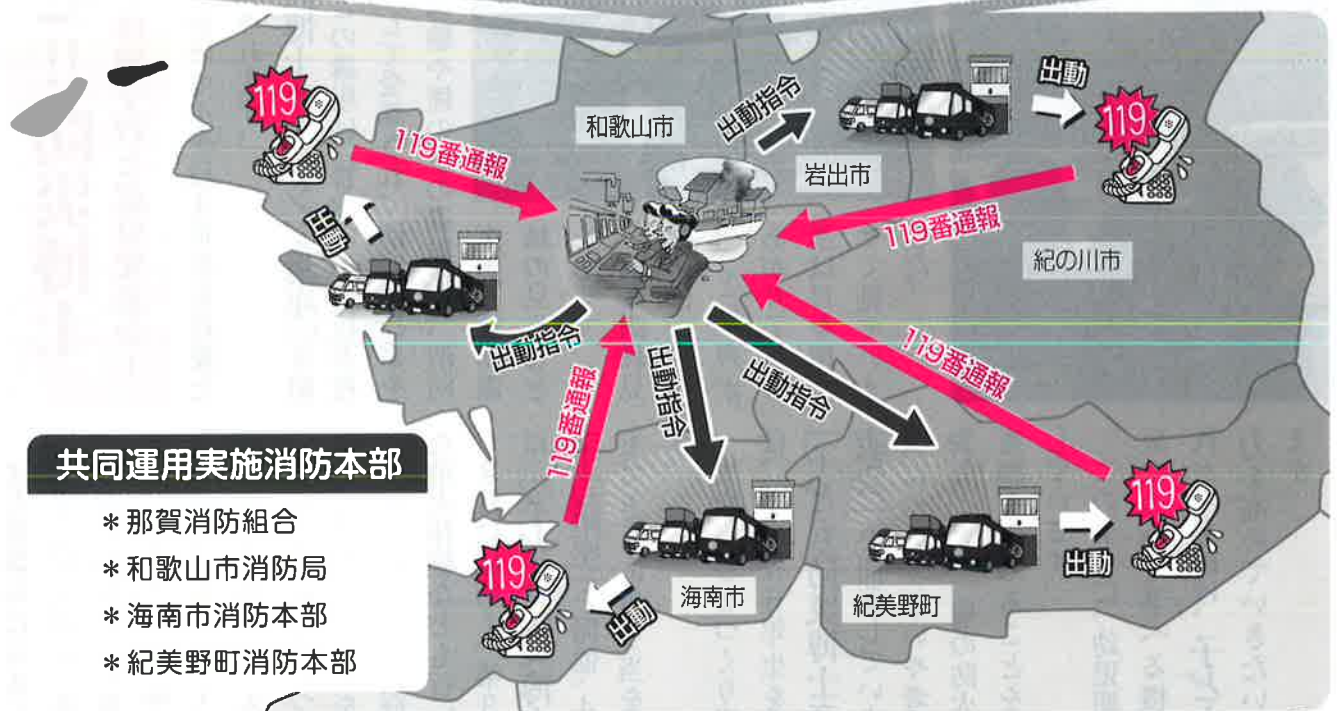 119
119番通報
出動
和歌山市
出動指令
出動
119
岩出市
119番通報
紀の川市
出動指令
119番通報
出動指令
出動指令
119番通報
119
出動
海南市
119
出動
紀美野町
共同運用実施消防本部
*那賀消防組合
*和歌山市消防局
*海南市消防本部
*紀美野町消防本部